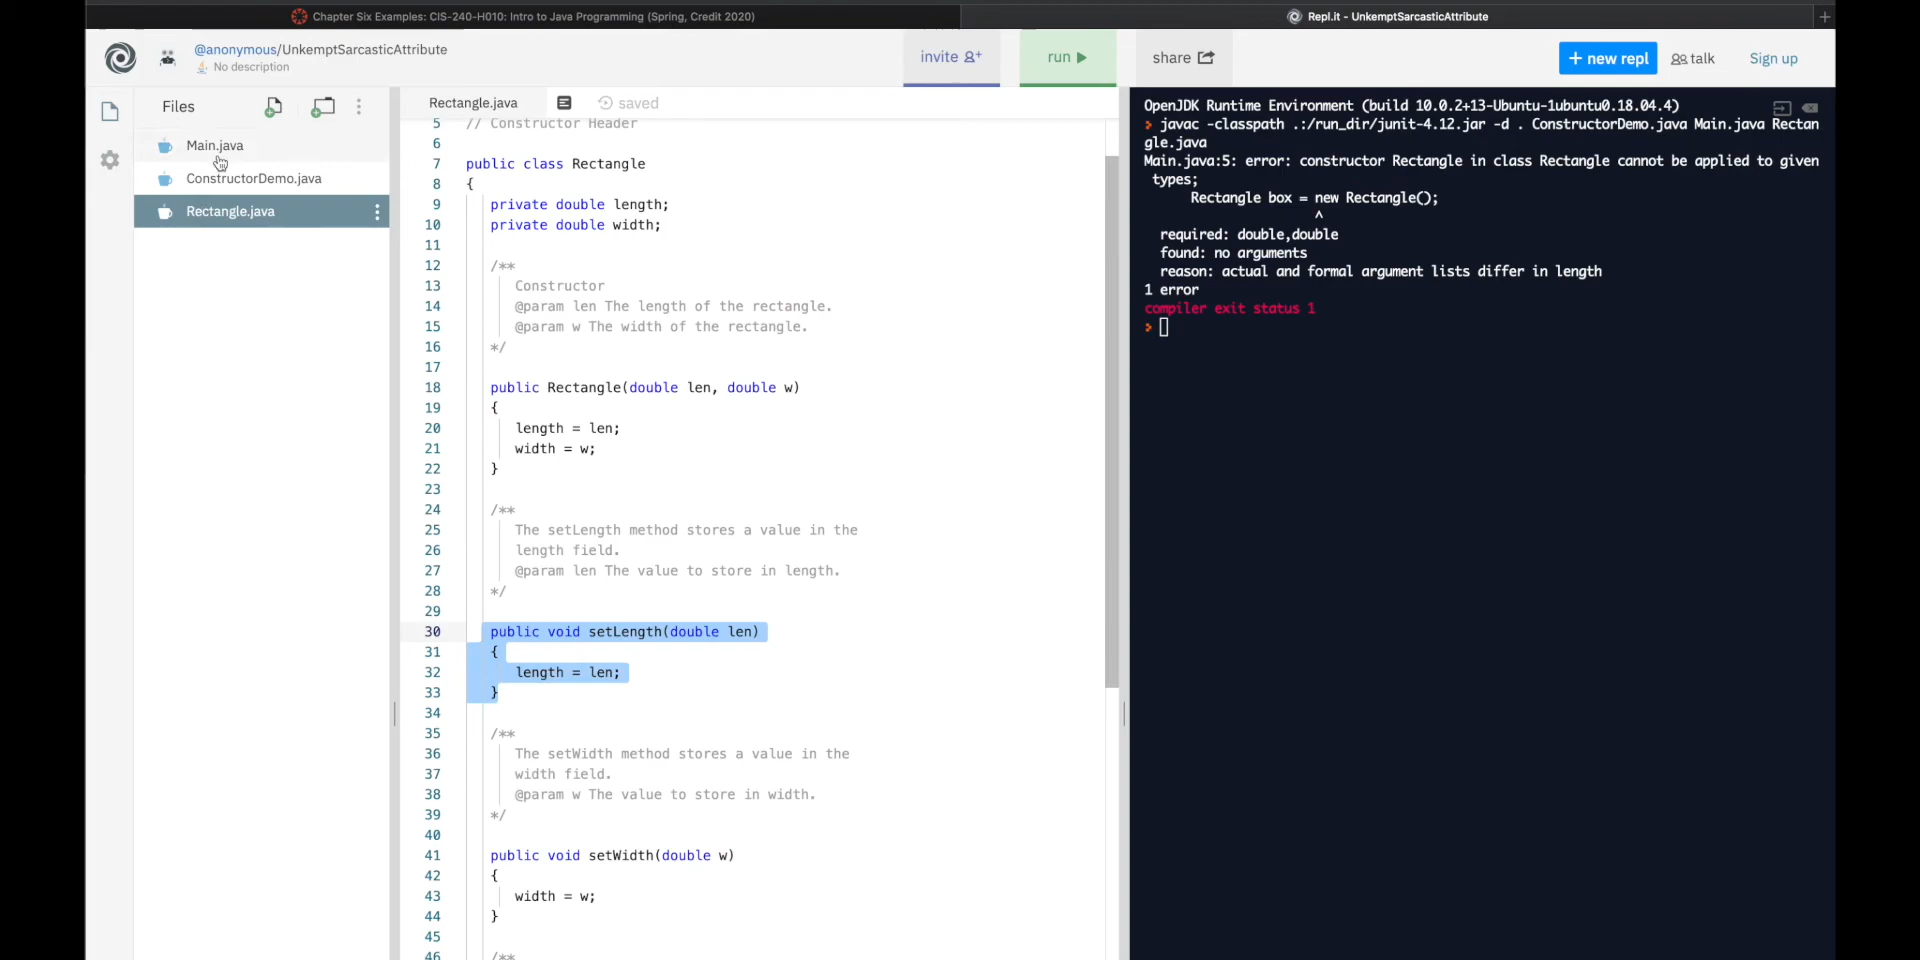 Chapter Six Examples: CIS-240-H010: Intro to Java Programming (Spring, Credit 2020)
Repl.it - UnkemptSarcasticAttribute
@anonymous/UnkemptSarcasticAttribute
No description
invite
run
share
+ new repl
talk
Sign up
Files
Main.java
ConstructorDemo.java
Rectangle.java
Rectangle.java
saved
5 // Constructor Header
6
7 public class Rectangle
8 {
9 private double length;
10 private double width;
11
12 /**
13 Constructor
14 @param len The length of the rectangle.
15 @param w The width of the rectangle.
16 */
17
18 public Rectangle(double len, double w)
19 {
20 length = len;
21 width = w;
22 }
23
24 /**
25 The setLength method stores a value in the
26 length field.
27 @param len The value to store in length.
28 */
29
30 public void setLength(double len)
31 {
32 length = len;
33 }
34
35 /**
36 The setWidth method stores a value in the
37 width field.
38 @param w The value to store in width.
39 */
40
41 public void setWidth(double w)
42 {
43 width = w;
44 }
45
46 /**
OpenJDK Runtime Environment (build 10.0.2+13-Ubuntu-1ubuntu0.18.04.4)
javac -classpath .:/run_dir/junit-4.12.jar -d . ConstructorDemo.java Main.java Rectan
gle.java
Main.java:5: error: constructor Rectangle in class Rectangle cannot be applied to given
types;
Rectangle box = new Rectangle();
^
required: double,double
found: no arguments
reason: actual and formal argument lists differ in length
1 error
compiler exit status 1